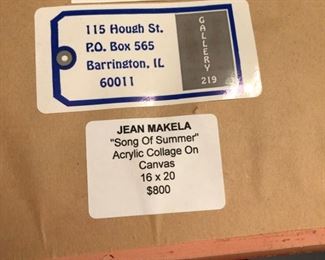 115 Hough St.
P.O. Box 565
Barrington, IL
60011
GALLERY
219
JEAN MAKELA
"Song Of Summer"
Acrylic Collage On
Canvas
16 x 20
$800